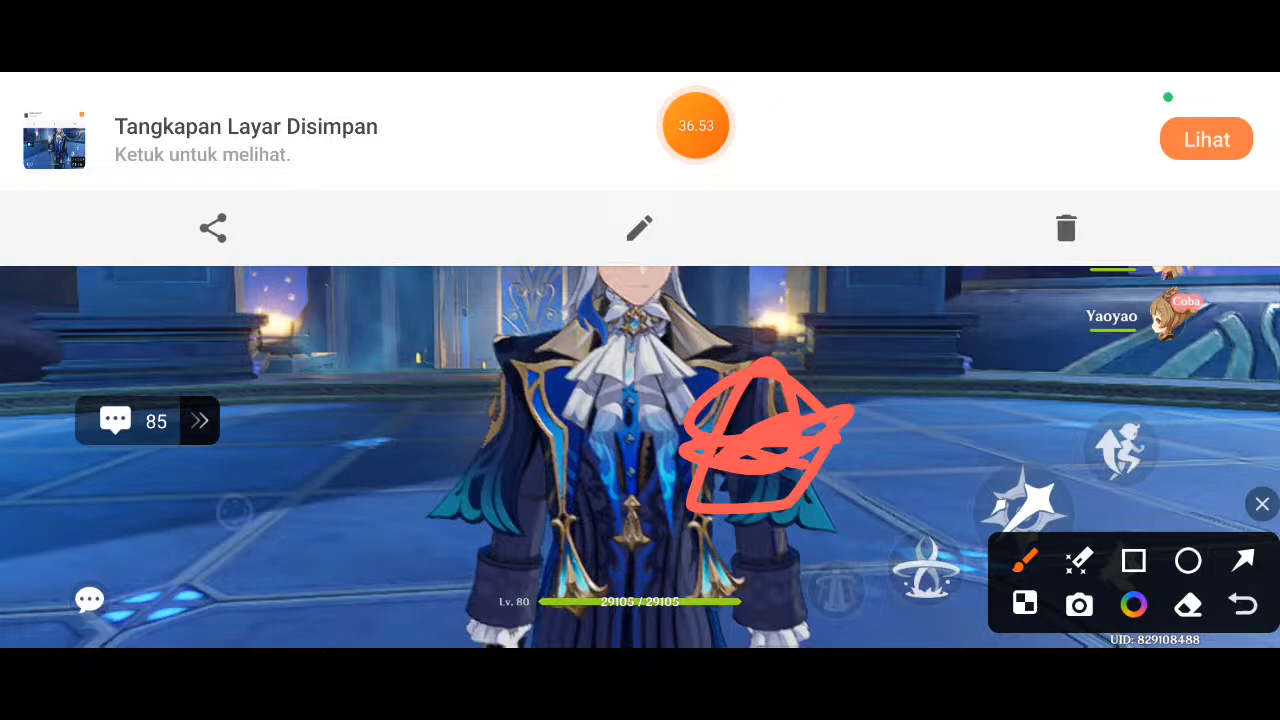 Tangkapan Layar Disimpan
Ketuk untuk melihat.
36.53
Lihat
Coba
Yaoyao
85
Lv. 80
29105 / 29105
UID: 829108488